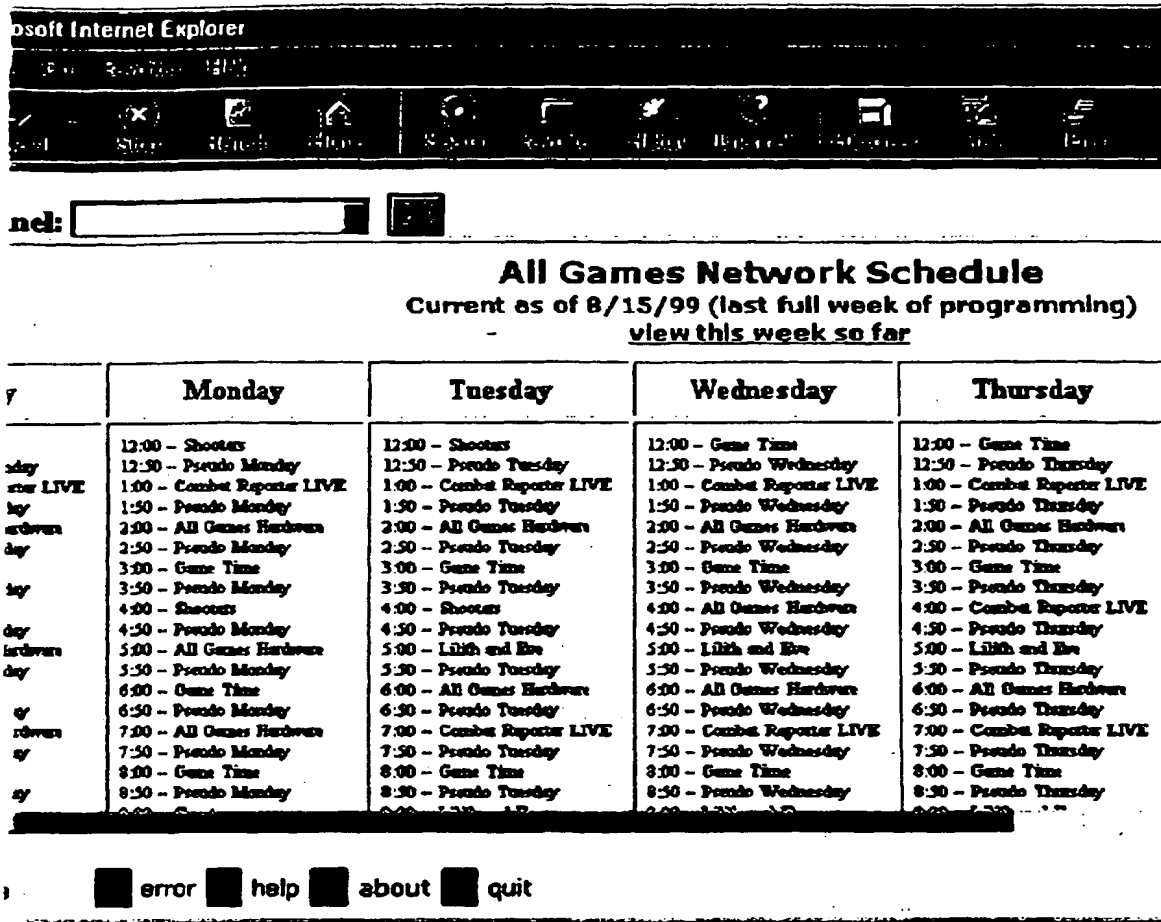 osoft Internet Explorer
nel:
All Games Network Schedule
Current as of 8/15/99 (last full week of programming)
view this week so far
y
rter LIVE
day
ardware
day
day
day
ardware
day
y
rdware
y
Monday
12:00 – Shooters
12:30 – Pseudo Monday
1:00 – Combat Reporter LIVE
1:30 – Pseudo Monday
2:00 – All Games Hardware
2:30 – Pseudo Monday
3:00 – Game Time
3:30 – Pseudo Monday
4:00 – Shooters
4:30 – Pseudo Monday
5:00 – All Games Hardware
5:30 – Pseudo Monday
6:00 – Game Time
6:30 – Pseudo Monday
7:00 – All Games Hardware
7:30 – Pseudo Monday
8:00 – Game Time
8:30 – Pseudo Monday
Tuesday
12:00 – Shooters
12:30 – Pseudo Tuesday
1:00 – Combat Reporter LIVE
1:30 – Pseudo Tuesday
2:00 – All Games Hardware
2:30 – Pseudo Tuesday
3:00 – Game Time
3:30 – Pseudo Tuesday
4:00 – Shooters
4:30 – Pseudo Tuesday
5:00 – Lilith and Eve
5:30 – Pseudo Tuesday
6:00 – All Games Hardware
6:30 – Pseudo Tuesday
7:00 – Combat Reporter LIVE
7:30 – Pseudo Tuesday
8:00 – Game Time
8:30 – Pseudo Tuesday
Wednesday
12:00 – Game Time
12:30 – Pseudo Wednesday
1:00 – Combat Reporter LIVE
1:30 – Pseudo Wednesday
2:00 – All Games Hardware
2:30 – Pseudo Wednesday
3:00 – Game Time
3:30 – Pseudo Wednesday
4:00 – All Games Hardware
4:30 – Pseudo Wednesday
5:00 – Lilith and Eve
5:30 – Pseudo Wednesday
6:00 – All Games Hardware
6:30 – Pseudo Wednesday
7:00 – Combat Reporter LIVE
7:30 – Pseudo Wednesday
8:00 – Game Time
8:30 – Pseudo Wednesday
Thursday
12:00 – Game Time
12:30 – Pseudo Thursday
1:00 – Combat Reporter LIVE
1:30 – Pseudo Thursday
2:00 – All Games Hardware
2:30 – Pseudo Thursday
3:00 – Game Time
3:30 – Pseudo Thursday
4:00 – Combat Reporter LIVE
4:30 – Pseudo Thursday
5:00 – Lilith and Eve
5:30 – Pseudo Thursday
6:00 – All Games Hardware
6:30 – Pseudo Thursday
7:00 – Combat Reporter LIVE
7:30 – Pseudo Thursday
8:00 – Game Time
8:30 – Pseudo Thursday
error help about quit